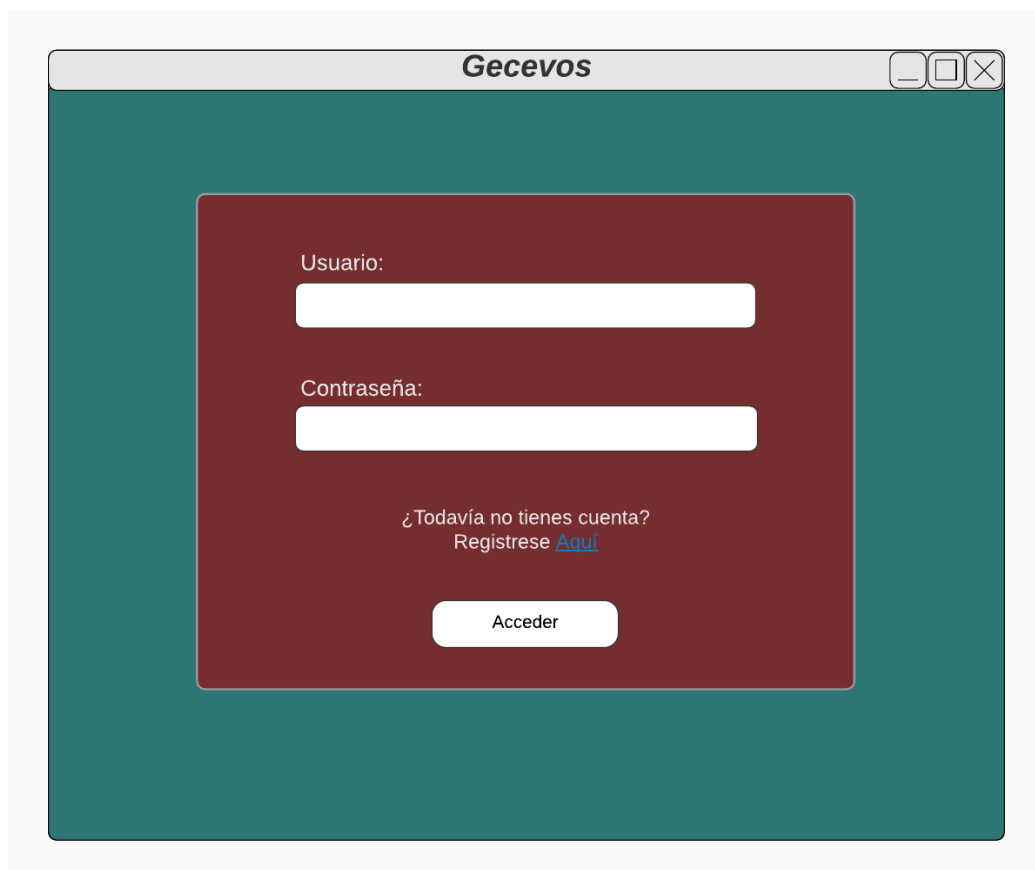 Gecevos
Usuario:
Contraseña:
¿Todavía no tienes cuenta?
Registrese Aquí
Acceder